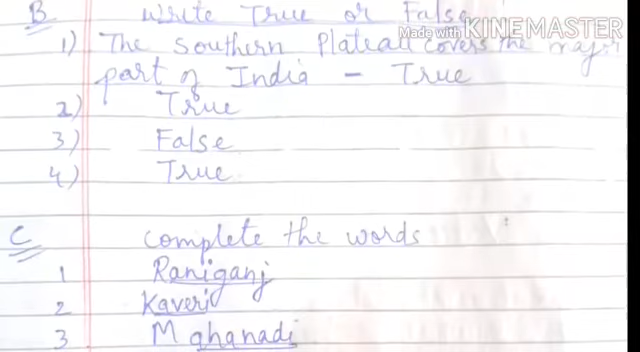 B Write True or False
Made with KINEMASTER
1) The Southern Plateau covers the major
part of India – True
2) True
3) False
4) True
C Complete the words
1 Raniganj
2 Kaveri
3 Mahanadi